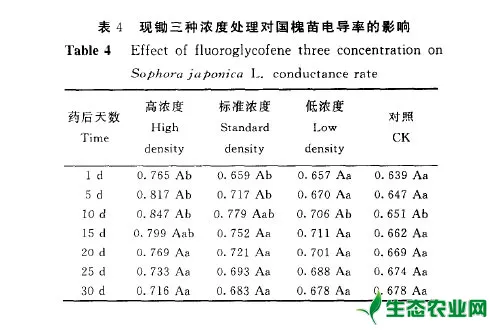 表 4 现锄三种浓度处理对国槐苗电导率的影响
Table 4 Effect of fluoroglycofene three concentration on
Sophora japonica L. conductance rate
药后天数 Time 高浓度 High density 标准浓度 Standard density 低浓度 Low density 对照 CK
1 d 0.765 Ab 0.659 Ab 0.657 Aa 0.639 Aa
5 d 0.817 Ab 0.717 Ab 0.670 Aa 0.647 Aa
10 d 0.847 Ab 0.779 Aab 0.706 Ab 0.651 Ab
15 d 0.799 Aab 0.752 Aa 0.711 Aa 0.662 Aa
20 d 0.769 Aa 0.721 Aa 0.701 Aa 0.669 Aa
25 d 0.733 Aa 0.693 Aa 0.688 Aa 0.674 Aa
30 d 0.716 Aa 0.683 Aa 0.678 Aa 0.678 Aa
生态农业网